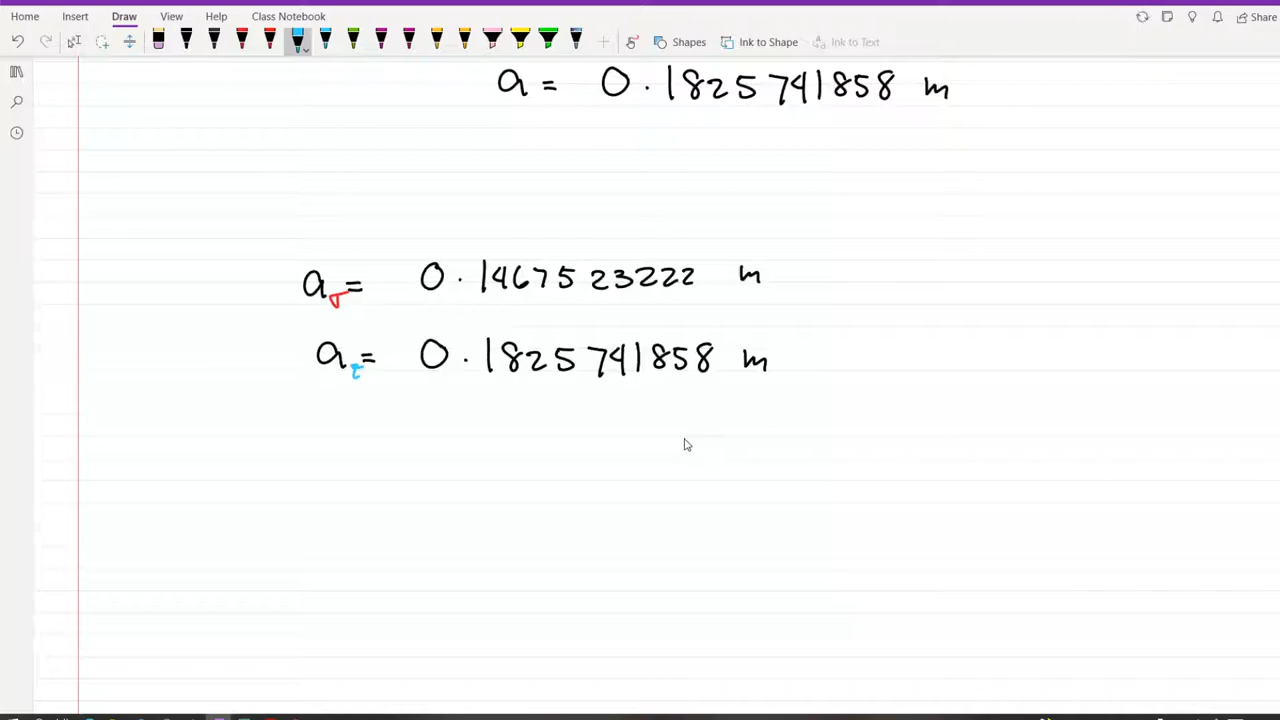 Home Insert Draw View Help Class Notebook Share
Shapes Ink to Shape Ink to Text
a = 0.1825741858 m
aσ = 0.1467523222 m
aτ = 0.1825741858 m